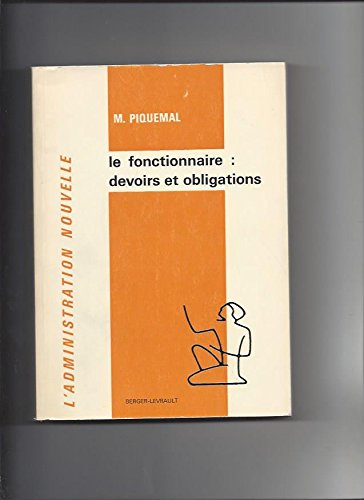 M. PIQUEMAL
le fonctionnaire :
devoirs et obligations
L'ADMINISTRATION NOUVELLE
BERGER-LEVRAULT